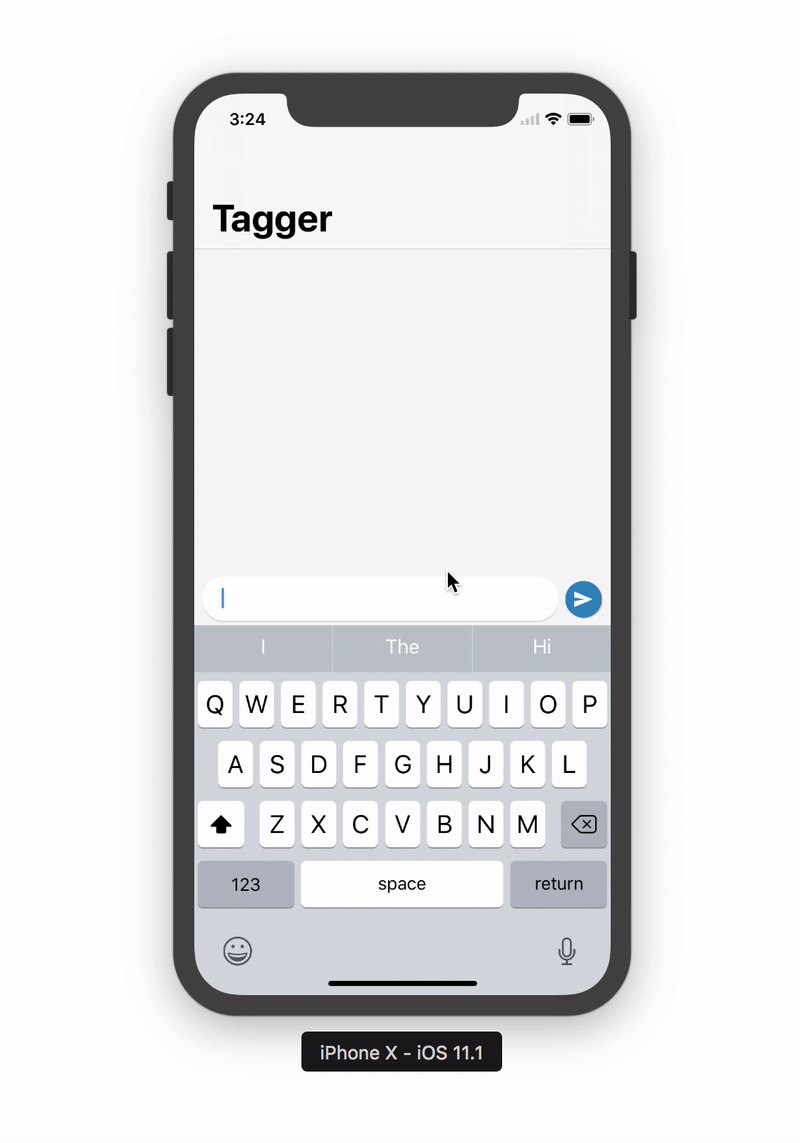 3:24
Tagger
I The Hi
Q W E R T Y U I O P
A S D F G H J K L
Z X C V B N M
123 space return
iPhone X - iOS 11.1